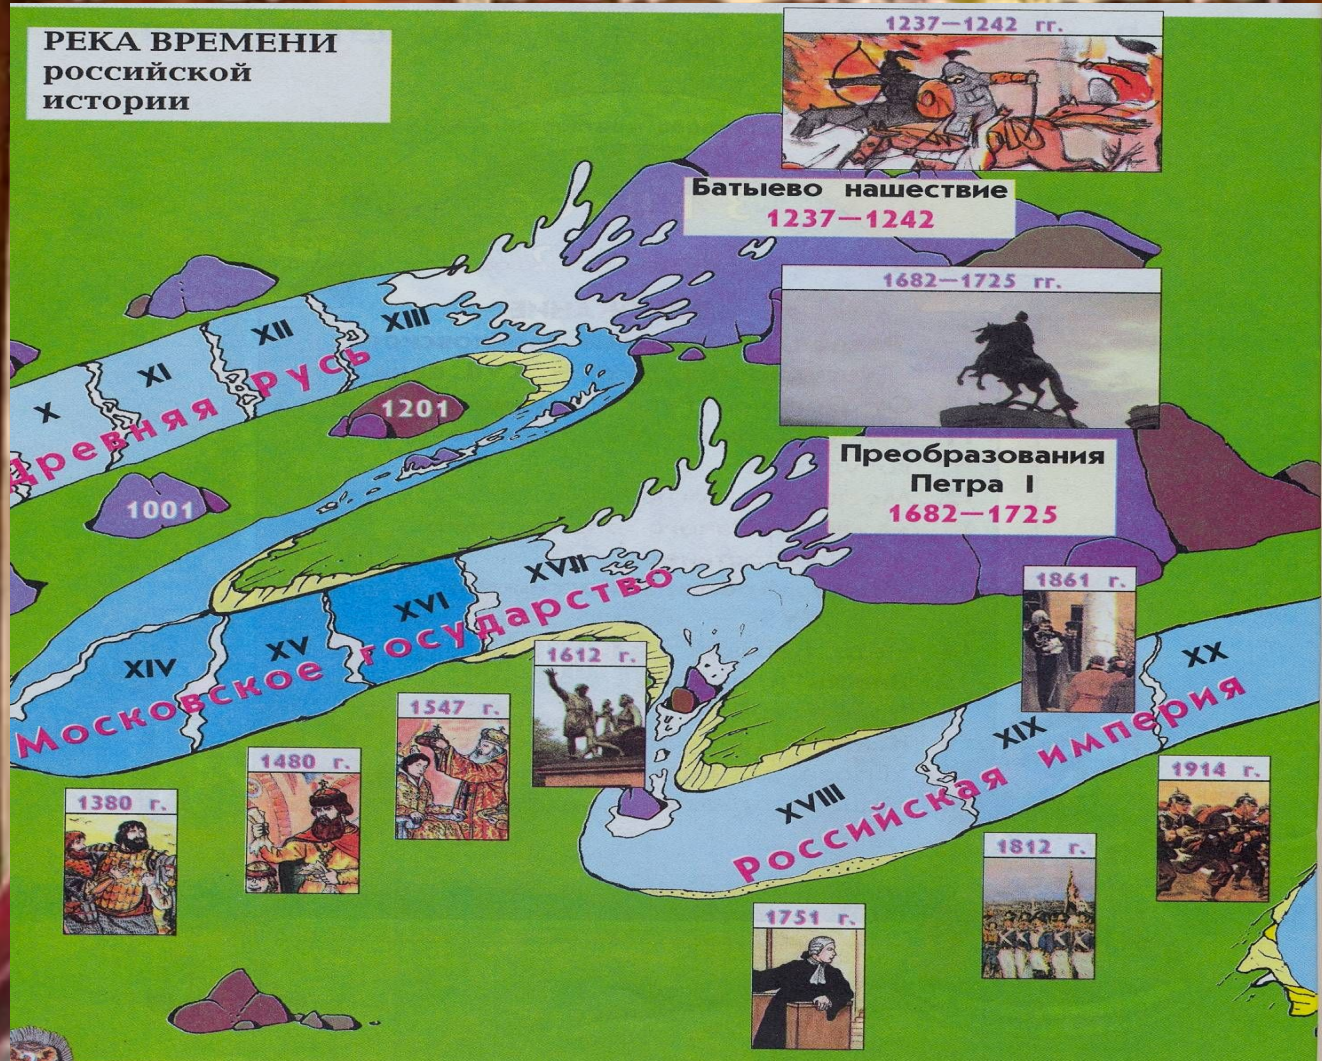 РЕКА ВРЕМЕНИ
российской
истории
1237—1242 гг.
Батыево нашествие
1237—1242
1682—1725 гг.
Преобразования
Петра I
1682—1725
X
XI
XII
XIII
Древняя Русь
1201
1001
XIV
XV
XVI
XVII
Московское государство
1380 г.
1480 г.
1547 г.
1612 г.
XVIII
XIX
XX
Российская империя
1751 г.
1812 г.
1861 г.
1914 г.